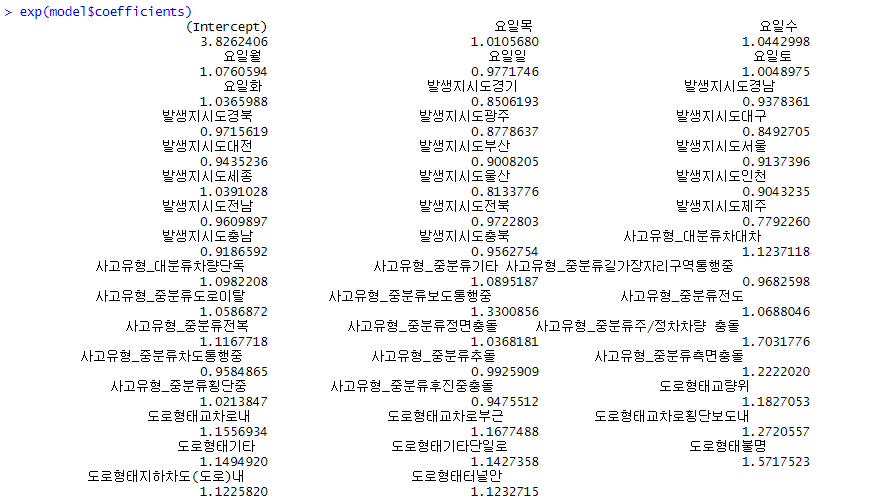 > exp(model$coefficients)
(Intercept) 요일목 요일수
3.8262406 1.0105680 1.0442998
요일월 요일일 요일토
1.0760594 0.9771746 1.0048975
요일화 발생지시도경기 발생지시도경남
1.0365988 0.8506193 0.9378361
발생지시도경북 발생지시도광주 발생지시도대구
0.9715619 0.8778637 0.8492705
발생지시도대전 발생지시도부산 발생지시도서울
0.9435236 0.9008205 0.9137396
발생지시도세종 발생지시도울산 발생지시도인천
1.0391028 0.8133776 0.9043235
발생지시도전남 발생지시도전북 발생지시도제주
0.9609897 0.9722803 0.7792260
발생지시도충남 발생지시도충북 사고유형_대분류차대차
0.9186592 0.9562754 1.1237118
사고유형_대분류차량단독 사고유형_중분류기타 사고유형_중분류길가장자리구역통행중
1.0982208 1.0895187 0.9682598
사고유형_중분류도로이탈 사고유형_중분류보도통행중 사고유형_중분류전도
1.0586872 1.3300856 1.0688046
사고유형_중분류전복 사고유형_중분류정면충돌 사고유형_중분류주/정차차량 충돌
1.1167718 1.0368181 1.7031776
사고유형_중분류차도통행중 사고유형_중분류추돌 사고유형_중분류측면충돌
0.9584865 0.9925909 1.2222020
사고유형_중분류횡단중 사고유형_중분류후진중충돌 도로형태교량위
1.0213847 0.9475512 1.1827053
도로형태교차로내 도로형태교차로부근 도로형태교차로횡단보도내
1.1556934 1.1677488 1.2720557
도로형태기타 도로형태기타단일로 도로형태불명
1.1494920 1.1427358 1.5717523
도로형태지하차도(도로)내 도로형태터널안
1.1225820 1.1232715